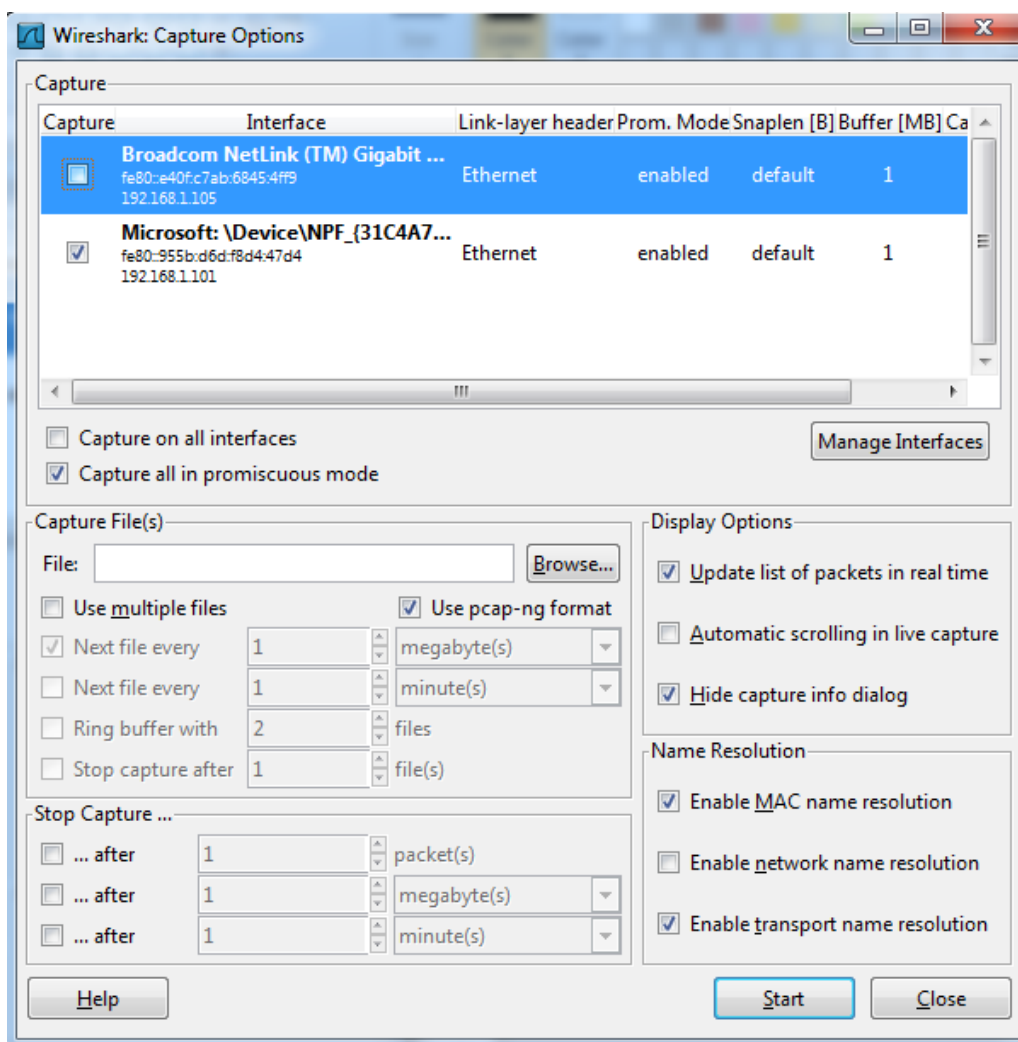 Wireshark: Capture Options
Capture
Capture Interface Link-layer header Prom. Mode Snaplen [B] Buffer [MB] Ca
Broadcom NetLink (TM) Gigabit ...
fe80::e40f:c7ab:6845:4ff9
192.168.1.105
Ethernet enabled default 1
Microsoft: \Device\NPF_{31C4A7...
fe80::955b:d6d:f8d4:47d4
192.168.1.101
Ethernet enabled default 1
Capture on all interfaces
Manage Interfaces
Capture all in promiscuous mode
Capture File(s)
File:
Browse...
Use multiple files
Use pcap-ng format
Next file every 1 megabyte(s)
Next file every 1 minute(s)
Ring buffer with 2 files
Stop capture after 1 file(s)
Stop Capture ...
... after 1 packet(s)
... after 1 megabyte(s)
... after 1 minute(s)
Display Options
Update list of packets in real time
Automatic scrolling in live capture
Hide capture info dialog
Name Resolution
Enable MAC name resolution
Enable network name resolution
Enable transport name resolution
Help
Start
Close